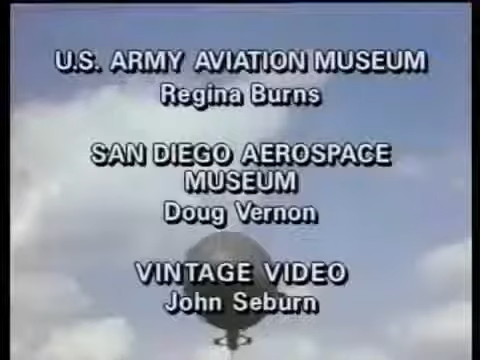 U.S. ARMY AVIATION MUSEUM
Regina Burns
SAN DIEGO AEROSPACE
MUSEUM
Doug Vernon
VINTAGE VIDEO
John Seburn